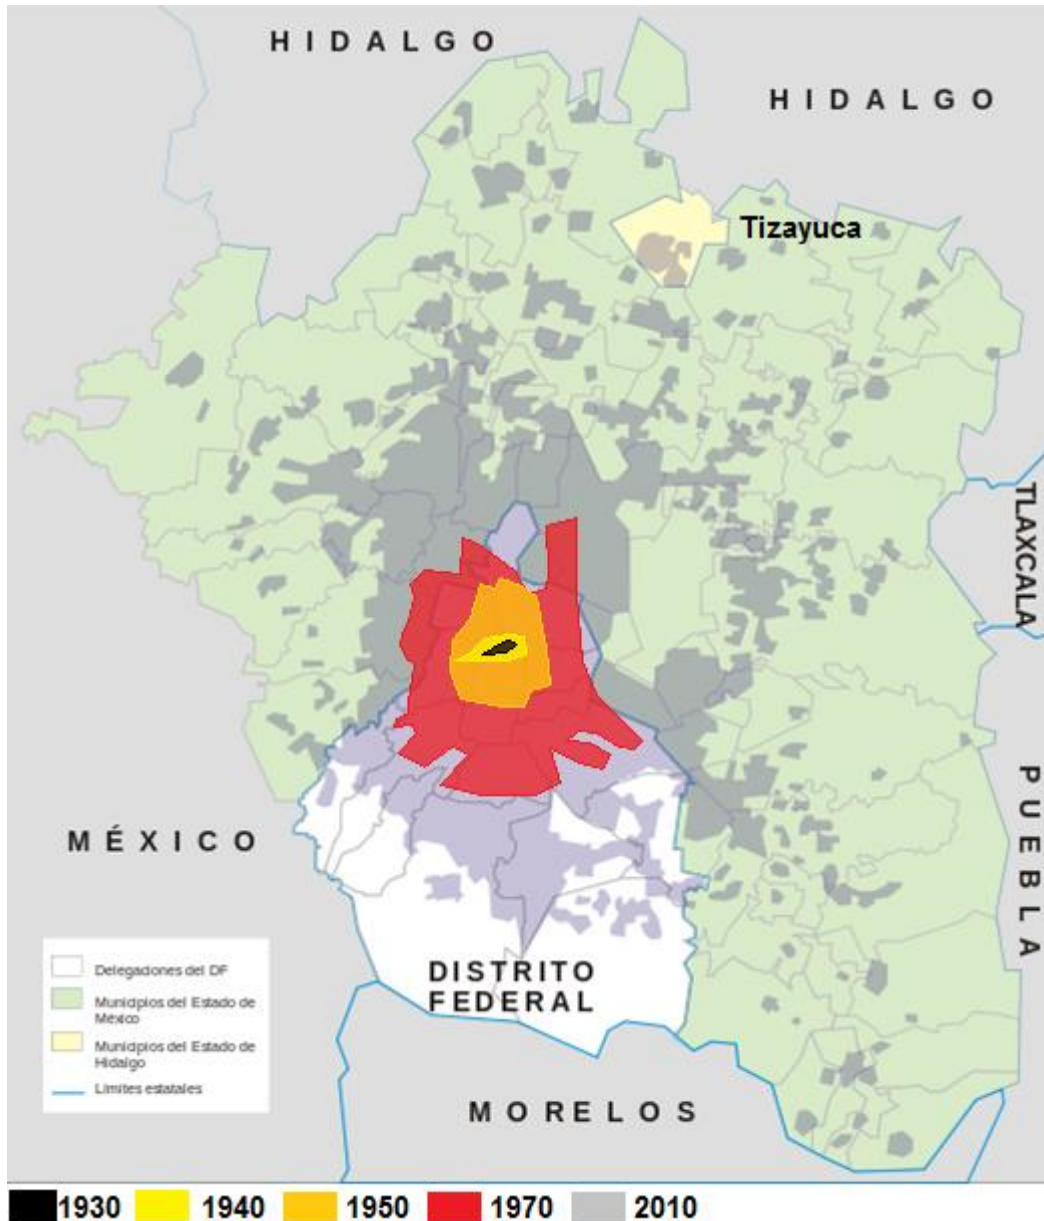 HIDALGO
HIDALGO
Tizayuca
TLAXCALA
MÉXICO
PUEBLA
DISTRITO
FEDERAL
Delegaciones del DF
Municipios del Estado de
México
Municipios del Estado de
Hidalgo
Límites estatales
MORELOS
1930 1940 1950 1970 2010